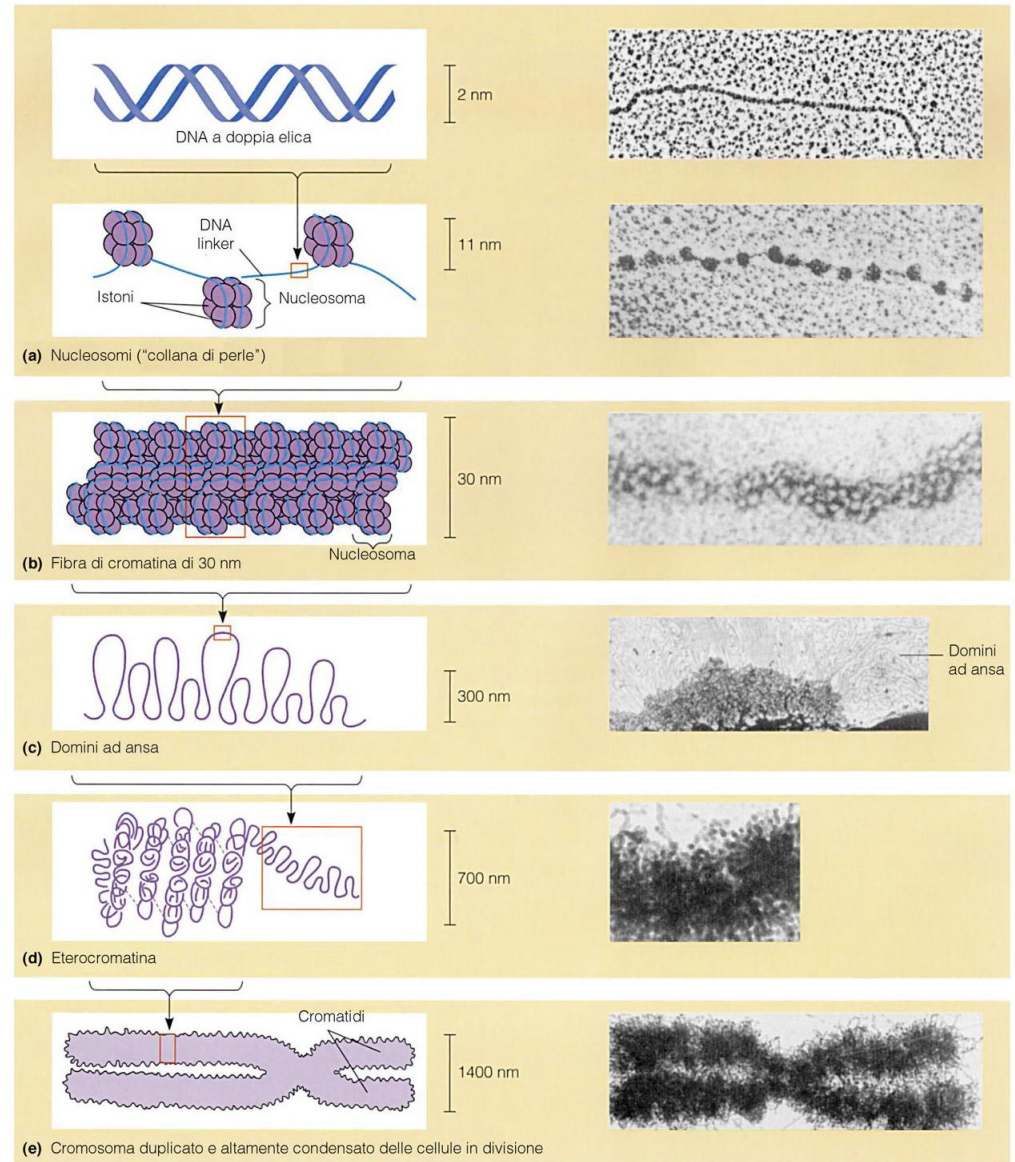 DNA a doppia elica
2 nm
DNA
linker
Istoni
Nucleosoma
11 nm
(a) Nucleosomi (“collana di perle”)
30 nm
Nucleosoma
(b) Fibra di cromatina di 30 nm
300 nm
Domini
ad ansa
(c) Domini ad ansa
700 nm
(d) Eterocromatina
Cromatidi
1400 nm
(e) Cromosoma duplicato e altamente condensato delle cellule in divisione